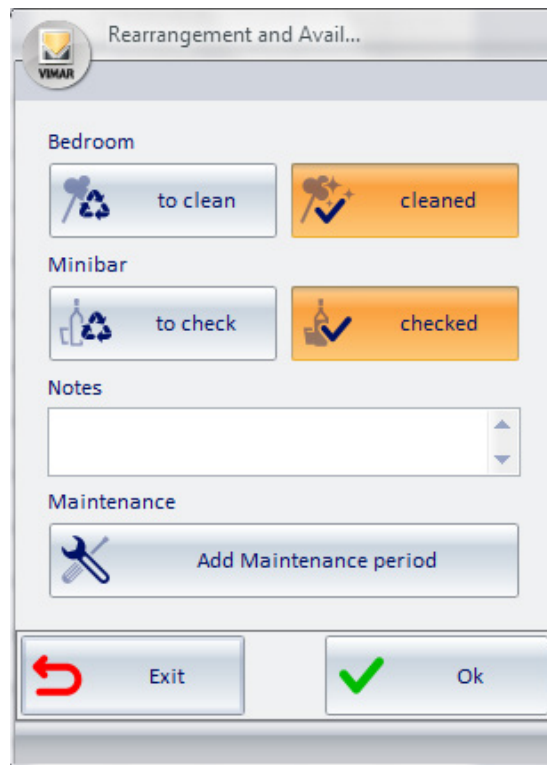 Rearrangement and Avail...
VIMAR
Bedroom
to clean
cleaned
Minibar
to check
checked
Notes
Maintenance
Add Maintenance period
Exit
Ok